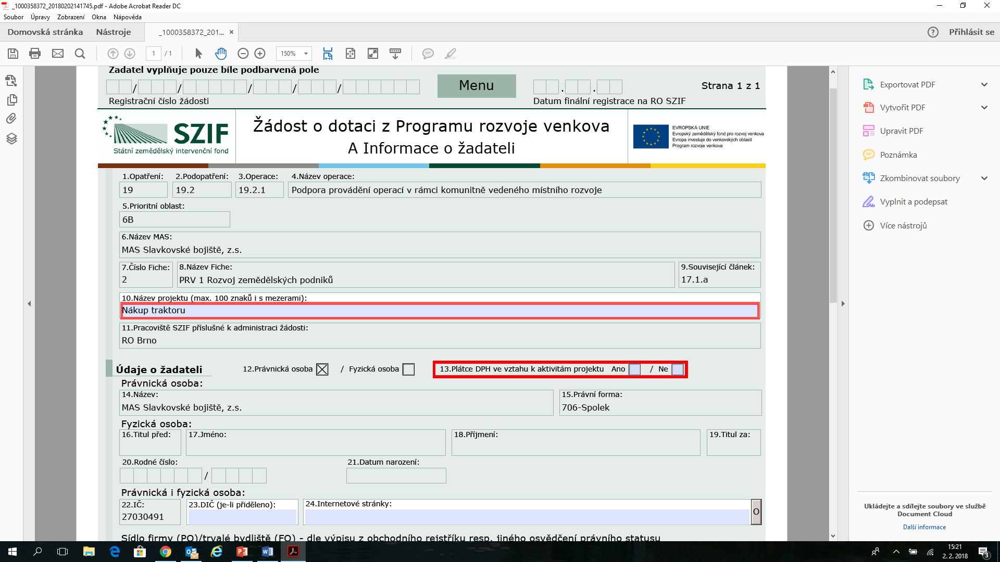 _1000358372_20180202141745.pdf - Adobe Acrobat Reader DC
Soubor Úpravy Zobrazení Okna Nápověda
Domovská stránka Nástroje _1000358372_201... × ? Přihlásit se
1 / 1 150%
Exportovat PDF
Vytvořit PDF
Upravit PDF
Poznámka
Zkombinovat soubory
Vyplnit a podepsat
Více nástrojů
Ukládejte a sdílejte soubory ve službě
Document Cloud
Další informace
Žadatel vyplňuje pouze bíle podbarvená pole
/ / / / / Menu . . Strana 1 z 1
Registrační číslo žádosti Datum finální registrace na RO SZIF
SZIF
Státní zemědělský intervenční fond
Žádost o dotaci z Programu rozvoje venkova
A Informace o žadateli
EVROPSKÁ UNIE
Evropský zemědělský fond pro rozvoj venkova
Evropa investuje do venkovských oblastí
Program rozvoje venkova
1.Opatření: 2.Podopatření: 3.Operace: 4.Název operace:
19 19.2 19.2.1 Podpora provádění operací v rámci komunitně vedeného místního rozvoje
5.Prioritní oblast:
6B
6.Název MAS:
MAS Slavkovské bojiště, z.s.
7.Číslo Fiche: 8.Název Fiche: 9.Související článek:
2 PRV 1 Rozvoj zemědělských podniků 17.1.a
10.Název projektu (max. 100 znaků i s mezerami):
Nákup traktoru
11.Pracoviště SZIF příslušné k administraci žádosti:
RO Brno
Údaje o žadateli 12.Právnická osoba / Fyzická osoba 13.Plátce DPH ve vztahu k aktivitám projektu Ano / Ne
Právnická osoba:
14.Název: 15.Právní forma:
MAS Slavkovské bojiště, z.s. 706-Spolek
Fyzická osoba:
16.Titul před: 17.Jméno: 18.Příjmení: 19.Titul za:
20.Rodné číslo: 21.Datum narození:
/
Právnická i fyzická osoba:
22.IČ: 23.DIČ (je-li přiděleno): 24.Internetové stránky:
27030491 O
Sídlo firmy (PO)/trvalé bydliště (FO) - dle výpisu z obchodního rejstříku resp. jiného osvědčení právního statusu
15:21
2. 2. 2018
3